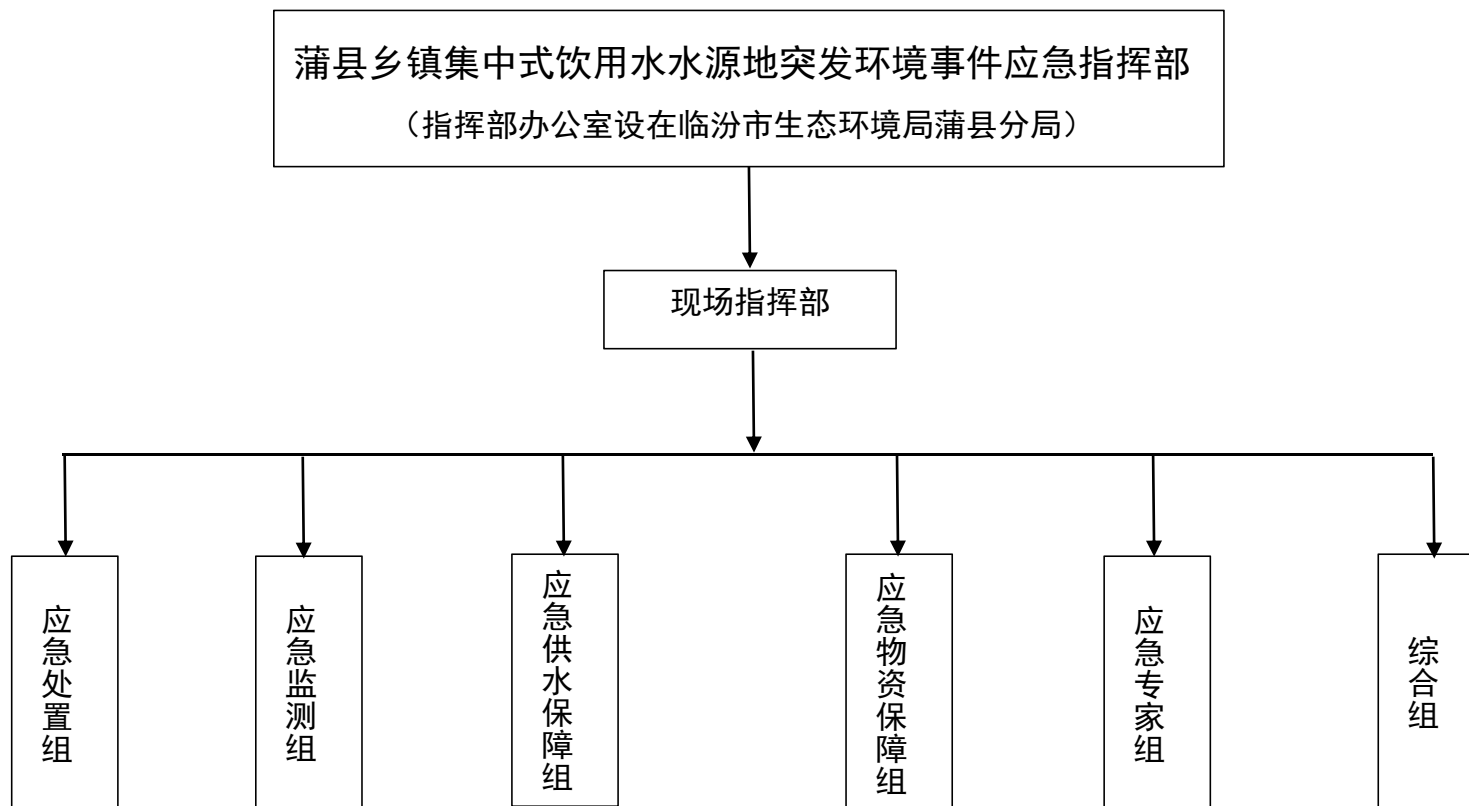 蒲县乡镇集中式饮用水水源地突发环境事件应急指挥部
（指挥部办公室设在临汾市生态环境局蒲县分局）
现场指挥部
应急处置组
应急监测组
应急供水保障组
应急物资保障组
应急专家组
综合组